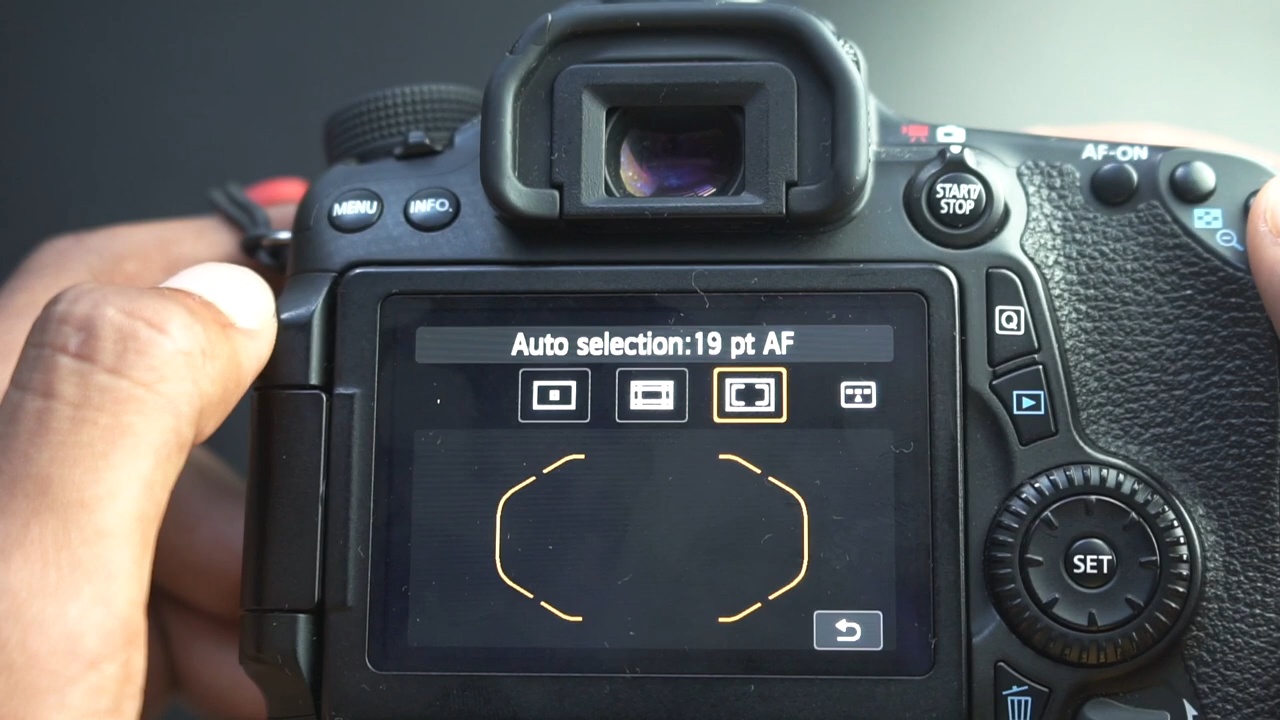 AF-ON
MENU
INFO.
START/
STOP
Q
Auto selection:19 pt AF
SET